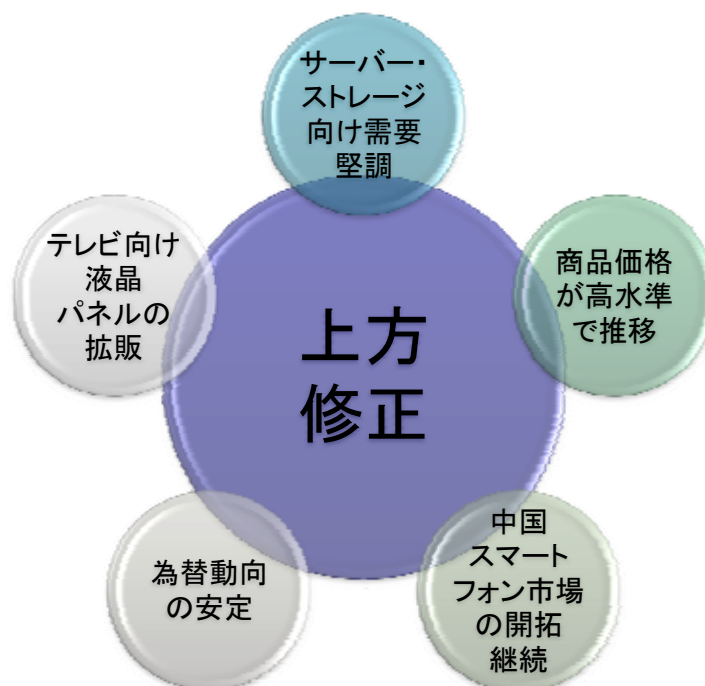 サーバー・
ストレージ
向け需要
堅調
テレビ向け
液晶
パネルの
拡販
商品価格
が高水準
で推移
上方
修正
為替動向
の安定
中国
スマート
フォン市場
の開拓
継続